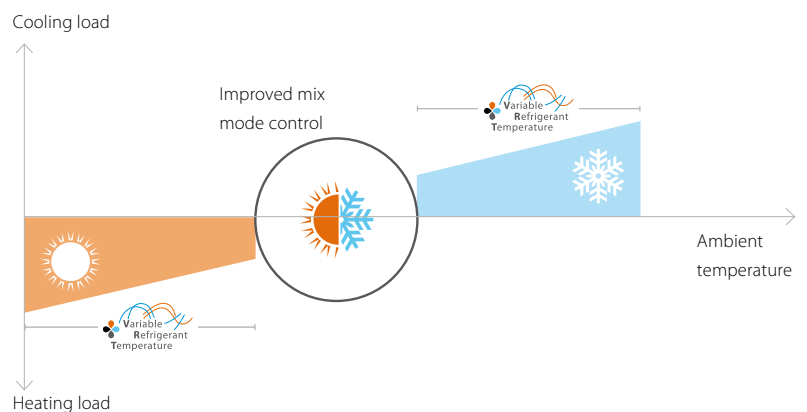 Cooling load
Improved mix
mode control
Variable
Refrigerant
Temperature
Ambient
temperature
Variable
Refrigerant
Temperature
Heating load